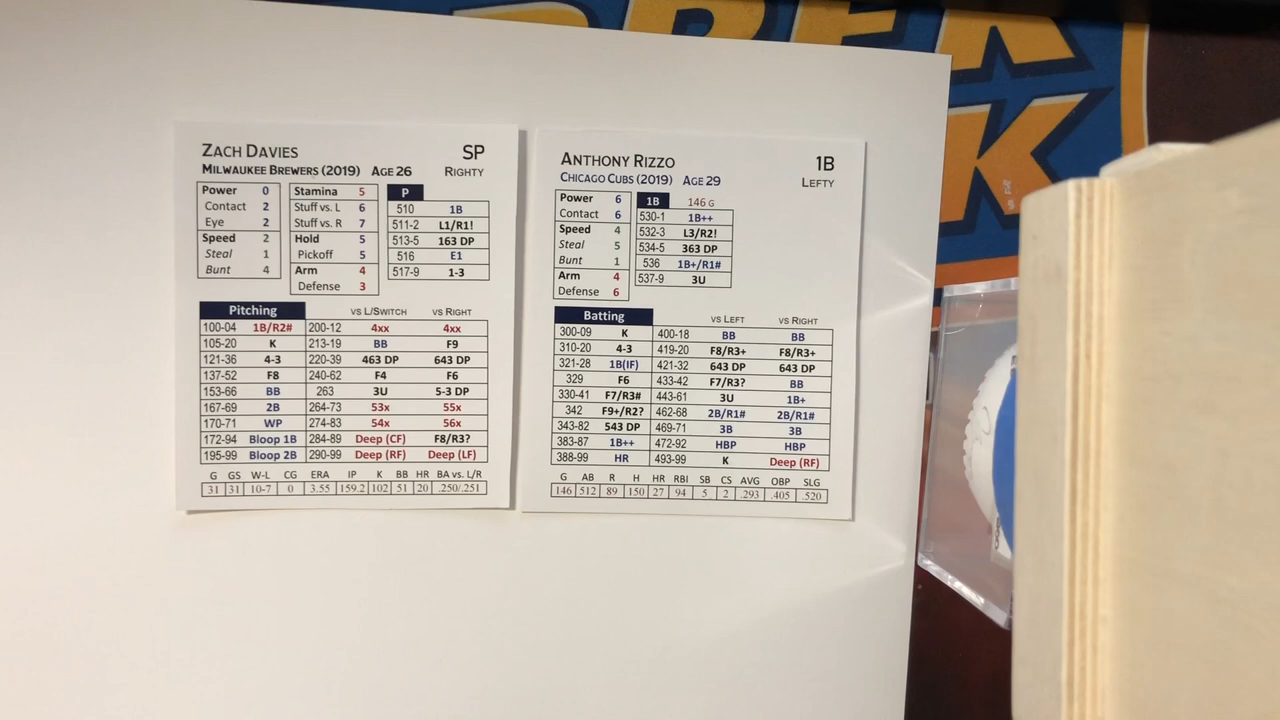 ZACH DAVIES SP
MILWAUKEE BREWERS (2019) AGE 26 RIGHTY
Power 0 Stamina 5 P
Contact 2 Stuff vs. L 6 510 1B
Eye 2 Stuff vs. R 7 511-2 L1/R1!
Speed 2 Hold 5 513-5 163 DP
Steal 1 Pickoff 5 516 E1
Bunt 4 Arm 4 517-9 1-3
Defense 3
Pitching VS L/SWITCH VS RIGHT
100-04 1B/R2# 200-12 4xx 4xx
105-20 K 213-19 BB F9
121-36 4-3 220-39 463 DP 643 DP
137-52 F8 240-62 F4 F6
153-66 BB 263 3U 5-3 DP
167-69 2B 264-73 53x 55x
170-71 WP 274-83 54x 56x
172-94 Bloop 1B 284-89 Deep (CF) F8/R3?
195-99 Bloop 2B 290-99 Deep (RF) Deep (LF)
G GS W-L CG ERA IP K BB HR BA vs. L/R
31 31 10-7 0 3.55 159.2 102 51 20 .250/.251
ANTHONY RIZZO 1B
CHICAGO CUBS (2019) AGE 29 LEFTY
Power 6 1B 146 G
Contact 6 530-1 1B++
Speed 4 532-3 L3/R2!
Steal 5 534-5 363 DP
Bunt 1 536 1B+/R1#
Arm 4 537-9 3U
Defense 6
Batting VS LEFT VS RIGHT
300-09 K 400-18 BB BB
310-20 4-3 419-20 F8/R3+ F8/R3+
321-28 1B(IF) 421-32 643 DP 643 DP
329 F6 433-42 F7/R3? BB
330-41 F7/R3# 443-61 3U 1B+
342 F9+/R2? 462-68 2B/R1# 2B/R1#
343-82 543 DP 469-71 3B 3B
383-87 1B++ 472-92 HBP HBP
388-99 HR 493-99 K Deep (RF)
G AB R H HR RBI SB CS AVG OBP SLG
146 512 89 150 27 94 5 2 .293 .405 .520